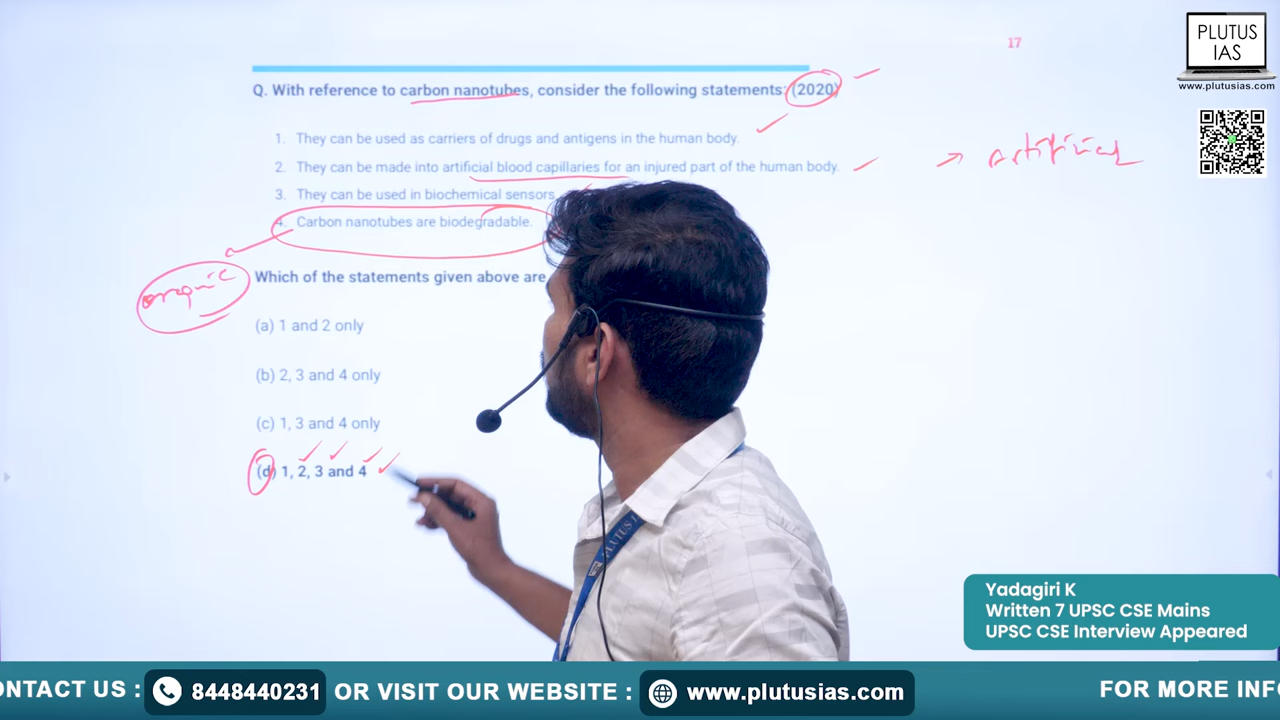 17
PLUTUS
IAS
www.plutusias.com
Q. With reference to carbon nanotubes, consider the following statements: (2020)
1. They can be used as carriers of drugs and antigens in the human body.
2. They can be made into artificial blood capillaries for an injured part of the human body.
→ artificial
3. They can be used in biochemical sensors
4. Carbon nanotubes are biodegradable.
organic
Which of the statements given above are
(a) 1 and 2 only
(b) 2, 3 and 4 only
(c) 1, 3 and 4 only
(d) 1, 2, 3 and 4
PLUTUS
Yadagiri K
Written 7 UPSC CSE Mains
UPSC CSE Interview Appeared
ONTACT US : 8448440231 OR VISIT OUR WEBSITE : www.plutusias.com FOR MORE INF